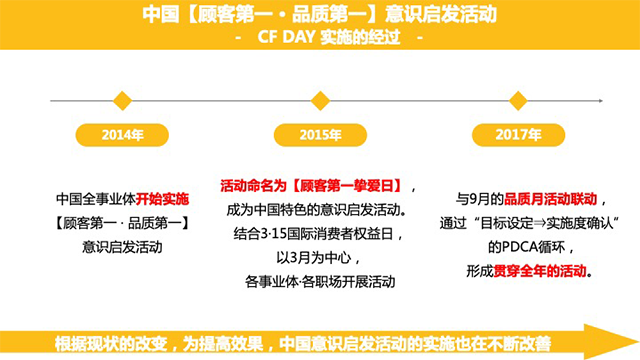 中国【顾客第一·品质第一】意识启发活动
- CF DAY 实施的经过 -
2014年
中国全事业体开始实施
【顾客第一·品质第一】
意识启发活动
2015年
活动命名为【顾客第一挚爱日】，
成为中国特色的意识启发活动。
结合3·15国际消费者权益日，
以3月为中心，
各事业体·各职场开展活动
2017年
与9月的品质月活动联动，
通过“目标设定⇒实施度确认”
的PDCA循环，
形成贯穿全年的活动。
根据现状的改变，为提高效果，中国意识启发活动的实施也在不断改善